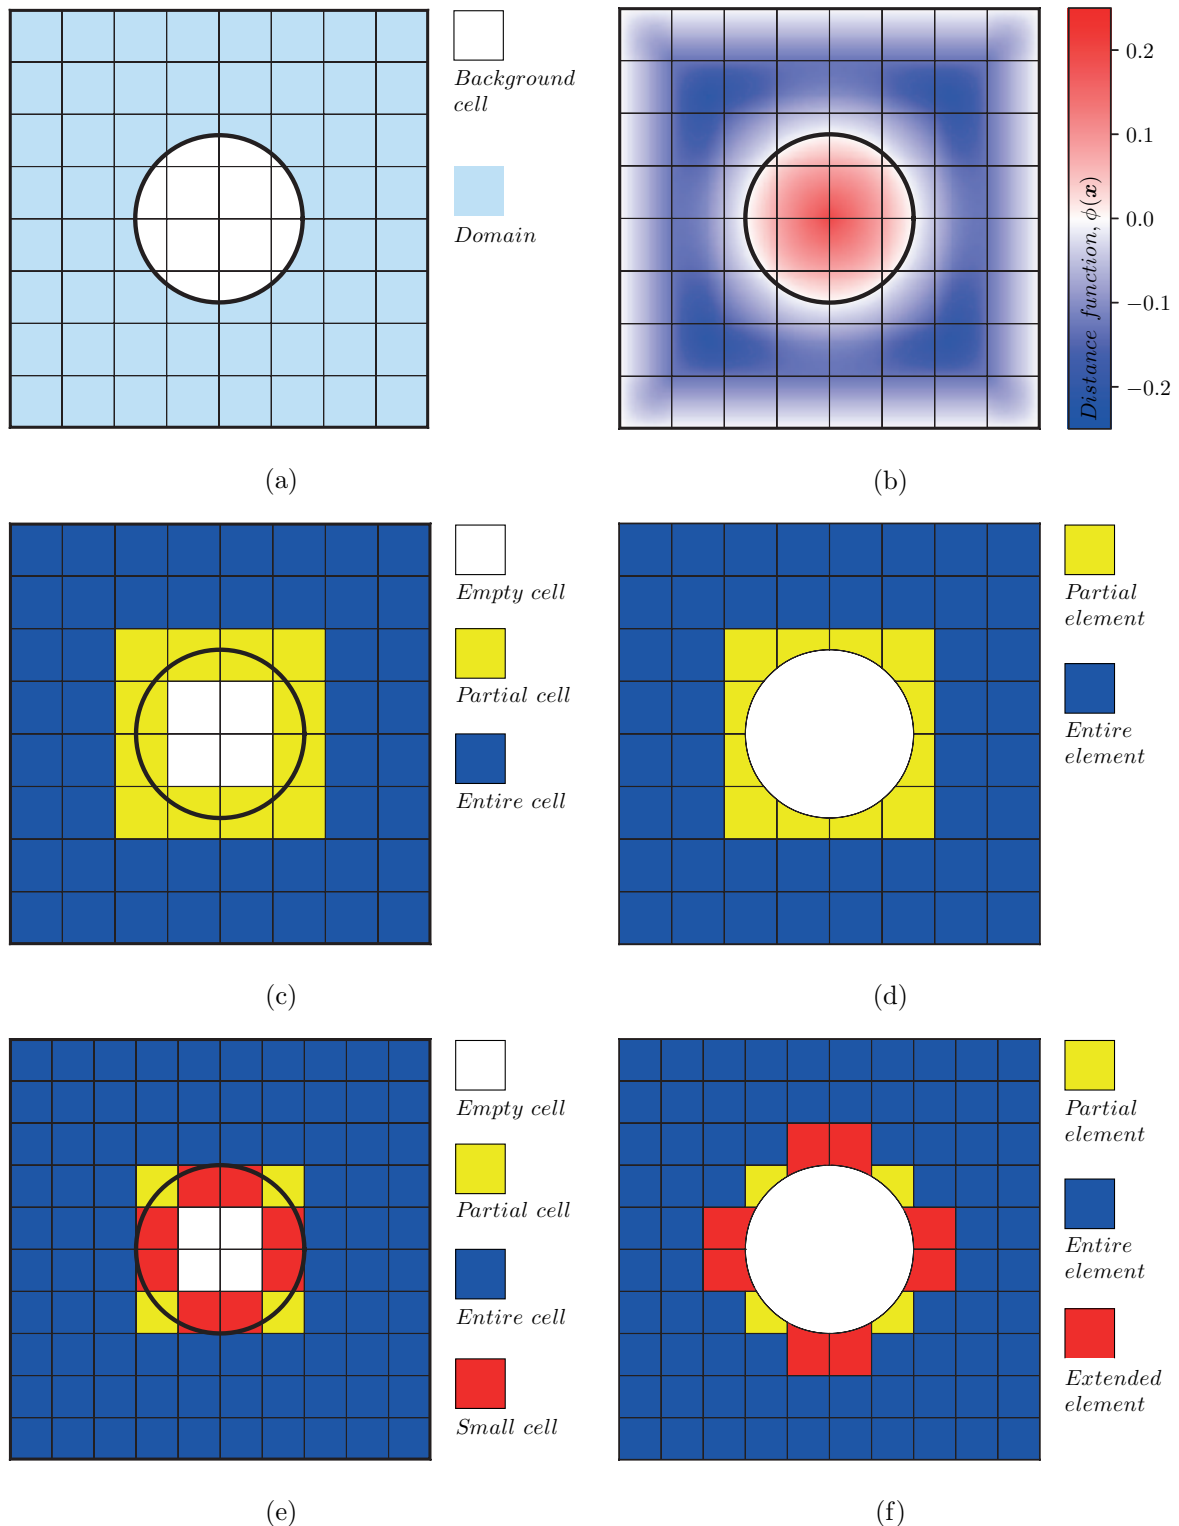 Background
cell
Domain
(a)
0.2
0.1
0.0
−0.1
−0.2
Distance function, ϕ(x)
(b)
Empty cell
Partial cell
Entire cell
(c)
Partial
element
Entire
element
(d)
Empty cell
Partial cell
Entire cell
Small cell
(e)
Partial
element
Entire
element
Extended
element
(f)